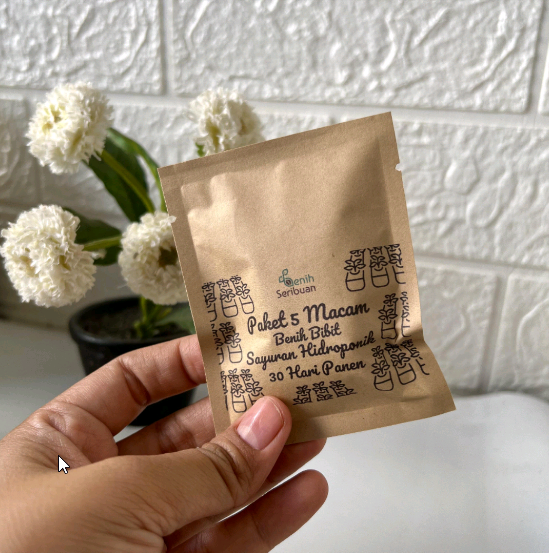 Benih
Seribuan
Paket 5 Macam
Benih Bibit
Sayuran Hidroponik
30 Hari Panen